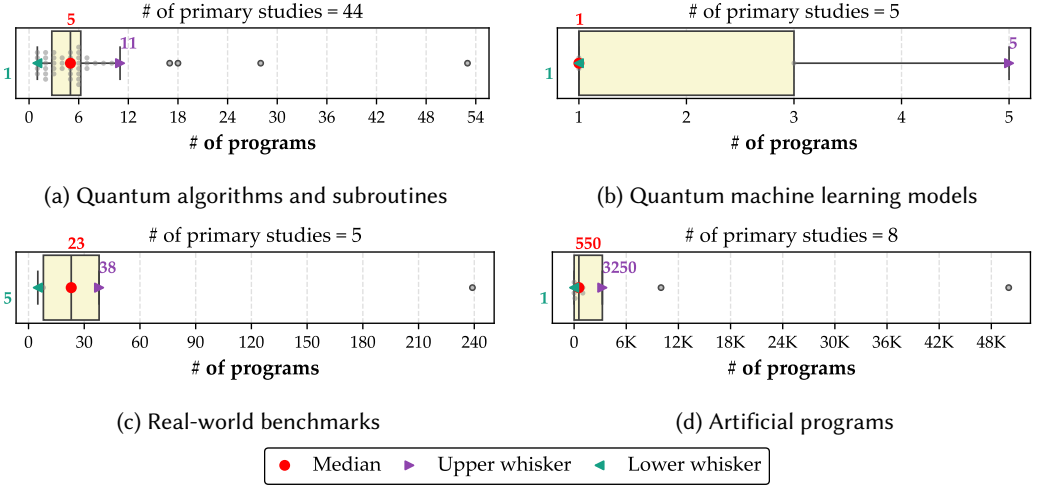 # of primary studies = 44
5
11
1
0 6 12 18 24 30 36 42 48 54
# of programs
(a) Quantum algorithms and subroutines
# of primary studies = 5
1
5
1
1 2 3 4 5
# of programs
(b) Quantum machine learning models
# of primary studies = 5
23
38
5
0 30 60 90 120 150 180 210 240
# of programs
(c) Real-world benchmarks
# of primary studies = 8
550
3250
1
0 6K 12K 18K 24K 30K 36K 42K 48K
# of programs
(d) Artificial programs
Median Upper whisker Lower whisker